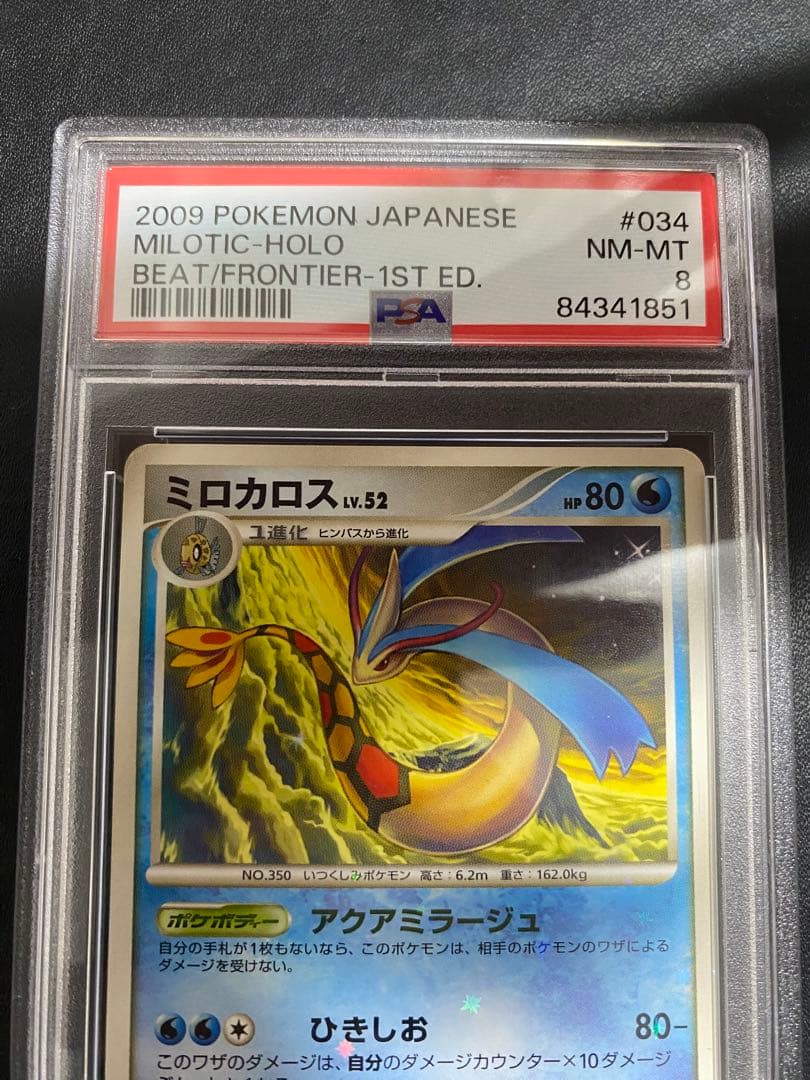 2009 POKEMON JAPANESE #034
MILOTIC-HOLO NM-MT
BEAT/FRONTIER-1ST ED. 8
PSA 84341851
ミロカロス LV.52 HP 80
1進化 ヒンバスから進化
NO.350 いつくしみポケモン 高さ:6.2m 重さ:162.0kg
ポケボディー アクアミラージュ
自分の手札が1枚もないなら、このポケモンは、相手のポケモンのワザによる
ダメージを受けない。
ひきしお 80−
このワザのダメージは、自分のダメージカウンター×10ダメージ